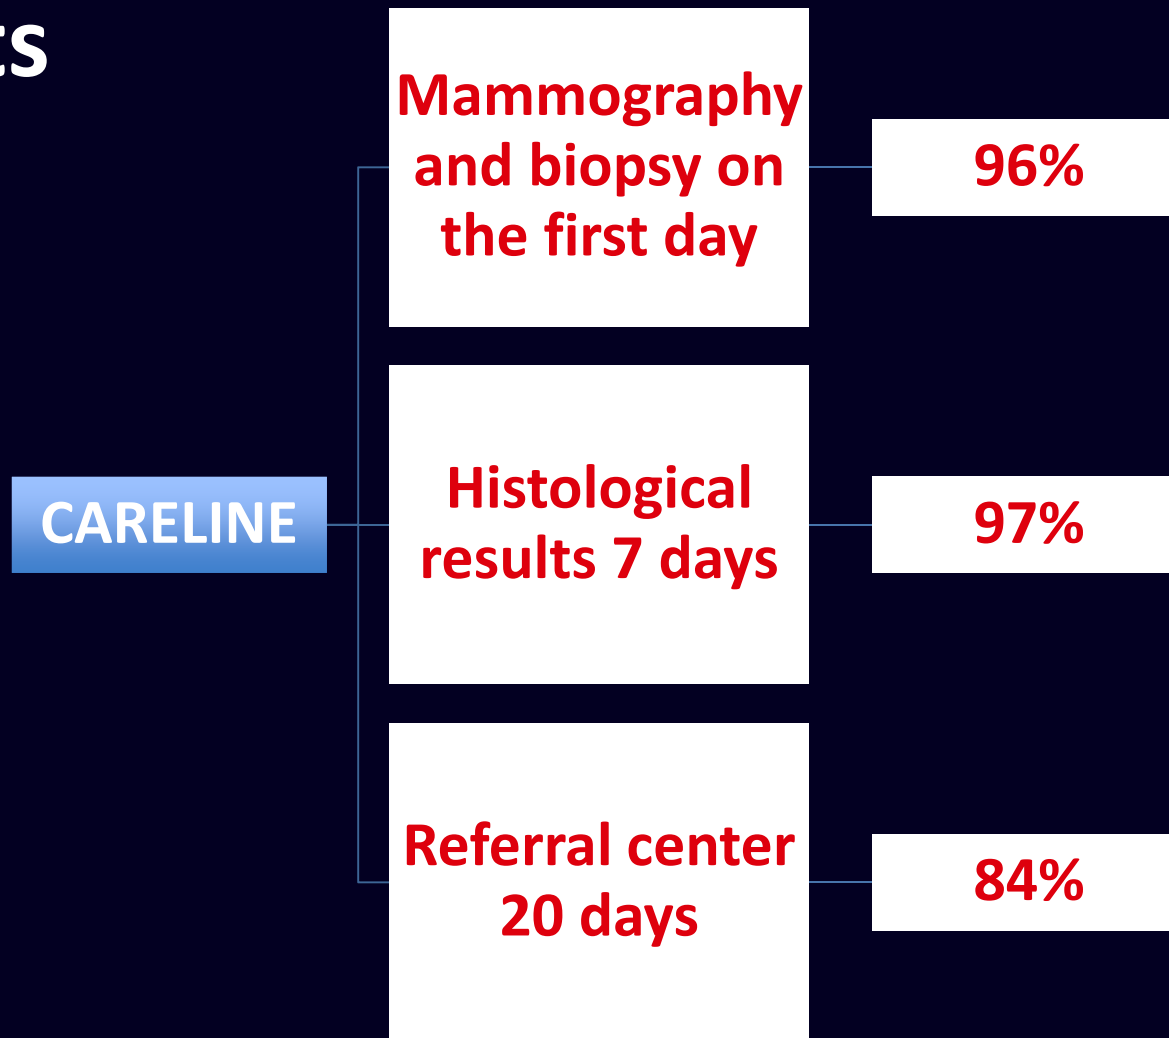 Mammography
and biopsy on
the first day
96%
CARELINE
Histological
results 7 days
97%
Referral center
20 days
84%